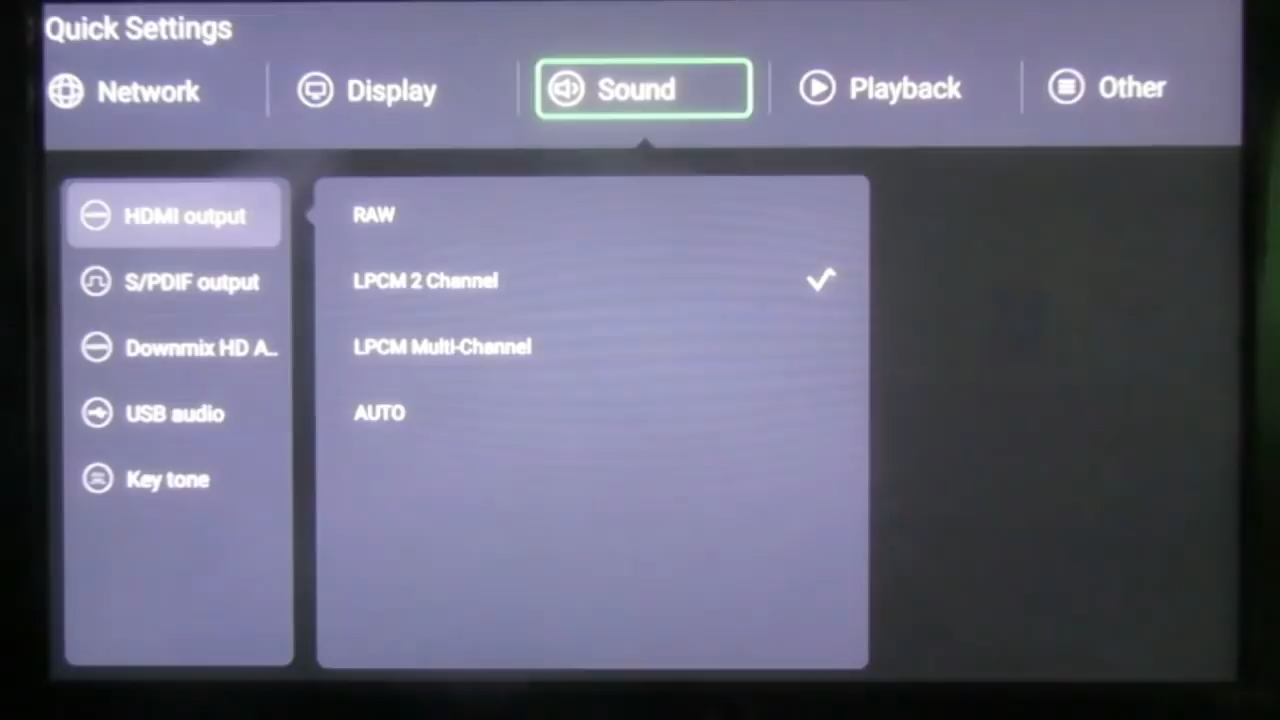 Quick Settings
Network
Display
Sound
Playback
Other
HDMI output
S/PDIF output
Downmix HD A..
USB audio
Key tone
RAW
LPCM 2 Channel
LPCM Multi-Channel
AUTO